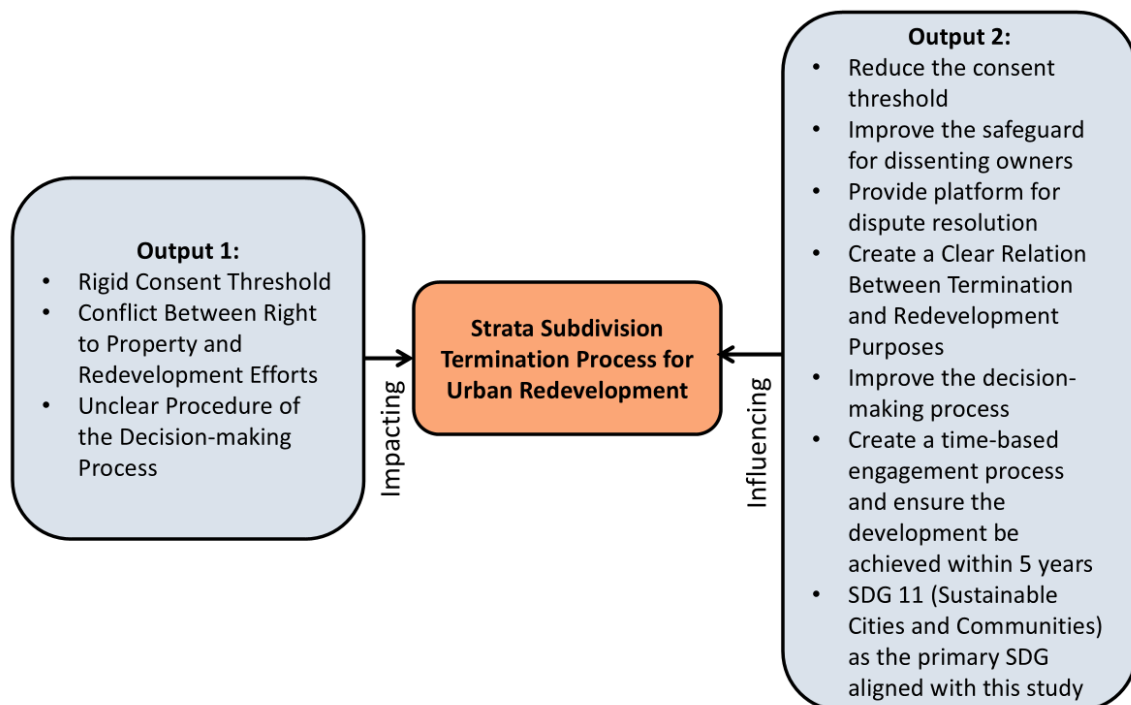 Output 1:
• Rigid Consent Threshold
• Conflict Between Right
to Property and
Redevelopment Efforts
• Unclear Procedure of
the Decision-making
Process
Impacting
Strata Subdivision
Termination Process for
Urban Redevelopment
Influencing
Output 2:
• Reduce the consent
threshold
• Improve the safeguard
for dissenting owners
• Provide platform for
dispute resolution
• Create a Clear Relation
Between Termination
and Redevelopment
Purposes
• Improve the decision-
making process
• Create a time-based
engagement process
and ensure the
development be
achieved within 5 years
• SDG 11 (Sustainable
Cities and Communities)
as the primary SDG
aligned with this study